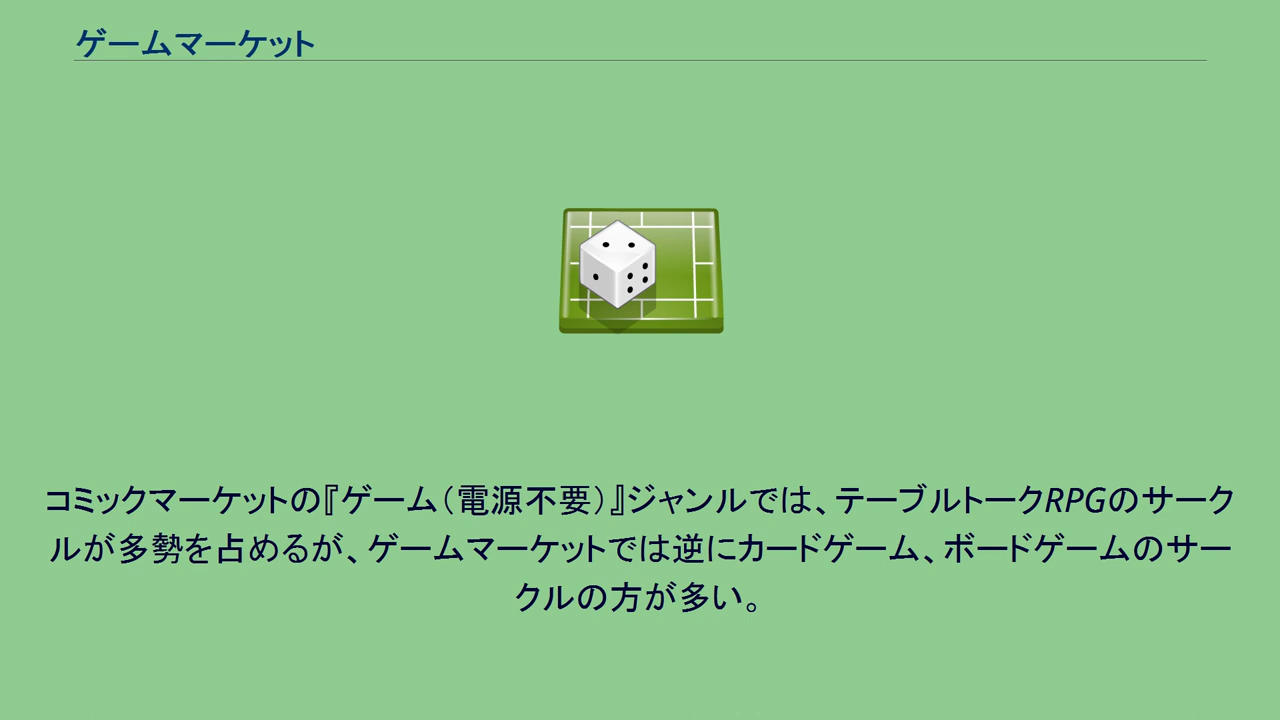 ゲームマーケット
コミックマーケットの『ゲーム（電源不要）』ジャンルでは、テーブルトークRPGのサーク
ルが多勢を占めるが、ゲームマーケットでは逆にカードゲーム、ボードゲームのサー
クルの方が多い。